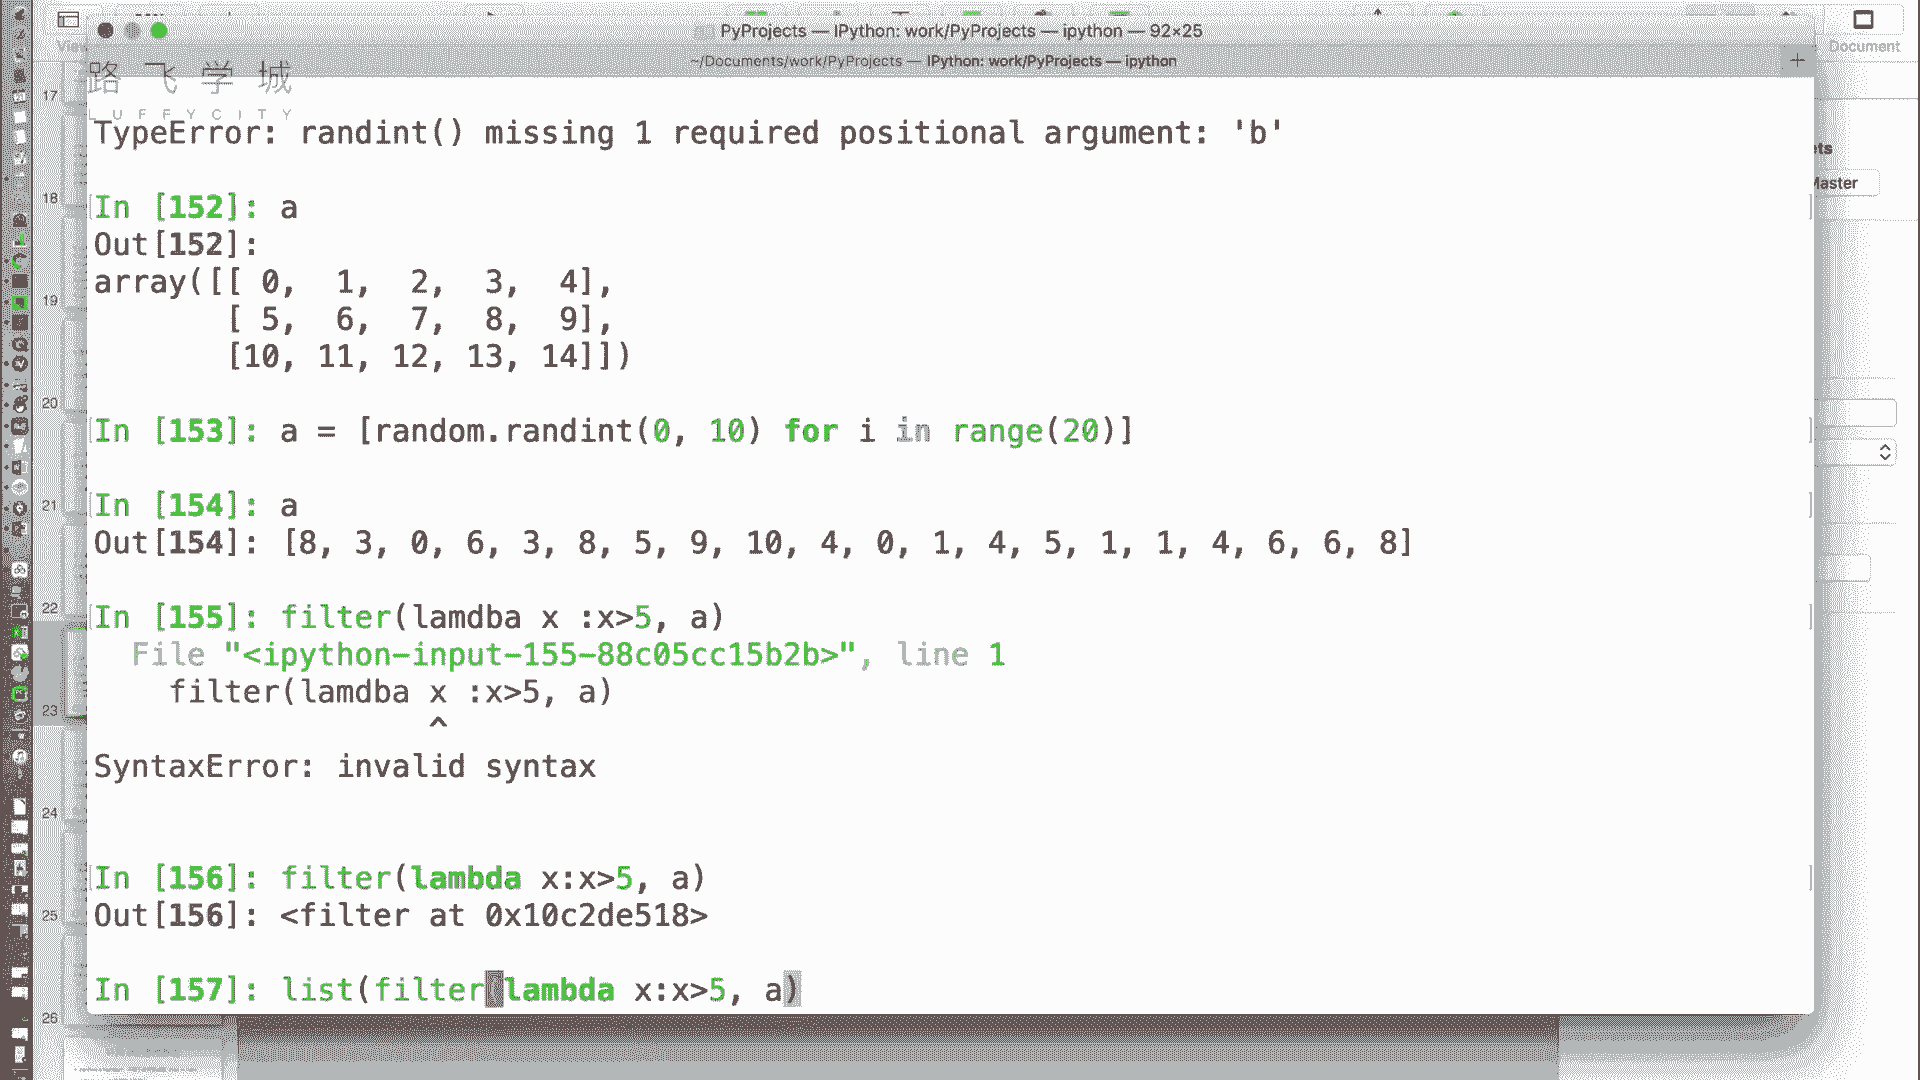 PyProjects — IPython: work/PyProjects — ipython — 92×25
~/Documents/work/PyProjects — IPython: work/PyProjects — ipython
View
Document
路飞学城
LUFFYCITY
TypeError: randint() missing 1 required positional argument: 'b'
In [152]: a
Out[152]:
array([[ 0,  1,  2,  3,  4],
       [ 5,  6,  7,  8,  9],
       [10, 11, 12, 13, 14]])
In [153]: a = [random.randint(0, 10) for i in range(20)]
In [154]: a
Out[154]: [8, 3, 0, 6, 3, 8, 5, 9, 10, 4, 0, 1, 4, 5, 1, 1, 4, 6, 6, 8]
In [155]: filter(lamdba x :x>5, a)
  File "<ipython-input-155-88c05cc15b2b>", line 1
    filter(lamdba x :x>5, a)
                  ^
SyntaxError: invalid syntax
In [156]: filter(lambda x:x>5, a)
Out[156]: <filter at 0x10c2de518>
In [157]: list(filter(lambda x:x>5, a)
17
18
19
20
21
22
23
24
25
26